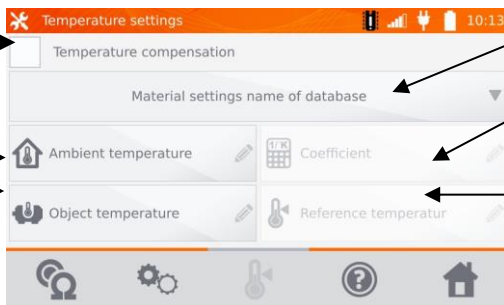 Temperature settings 10:13
Temperature compensation
Material settings name of database
Ambient temperature
1/K Coefficient
Object temperature
Reference temperatur